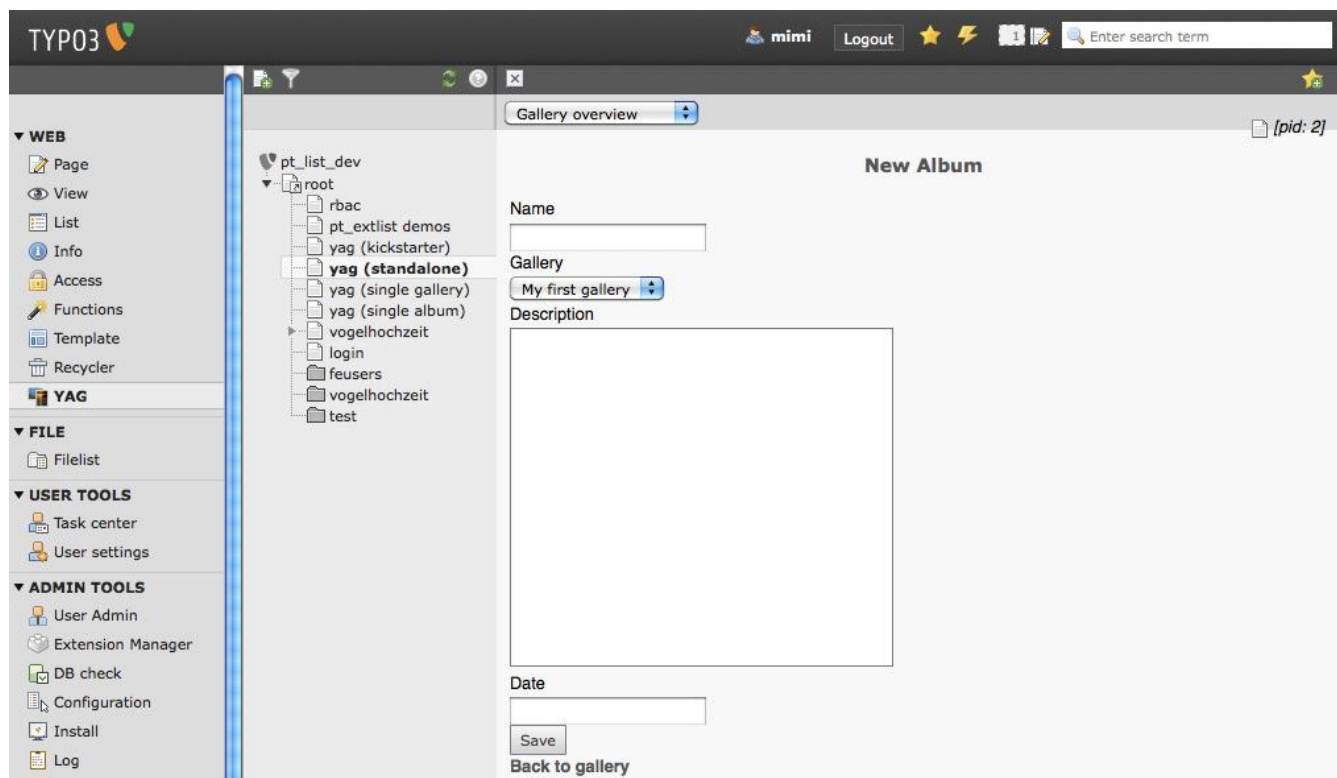 TYPO3
mimi
Logout
1
Enter search term
Gallery overview
[pid: 2]
WEB
Page
View
List
Info
Access
Functions
Template
Recycler
YAG
FILE
Filelist
USER TOOLS
Task center
User settings
ADMIN TOOLS
User Admin
Extension Manager
DB check
Configuration
Install
Log
pt_list_dev
root
rbac
pt_extlist demos
yag (kickstarter)
yag (standalone)
yag (single gallery)
yag (single album)
vogelhochzeit
login
feusers
vogelhochzeit
test
New Album
Name
Gallery
My first gallery
Description
Date
Save
Back to gallery